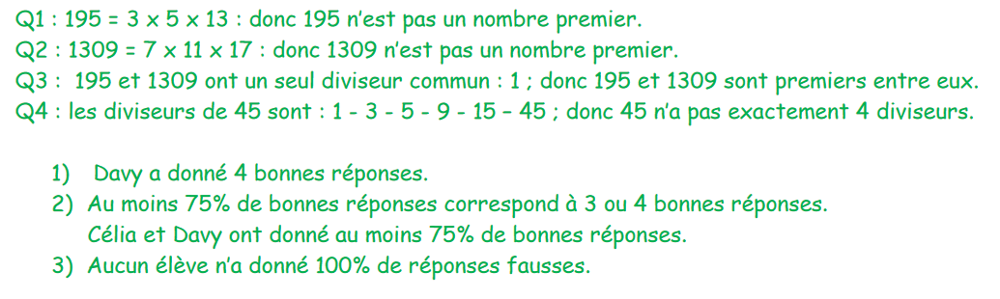 Q1 : 195 = 3 x 5 x 13 : donc 195 n'est pas un nombre premier.
Q2 : 1309 = 7 x 11 x 17 : donc 1309 n'est pas un nombre premier.
Q3 : 195 et 1309 ont un seul diviseur commun : 1 ; donc 195 et 1309 sont premiers entre eux.
Q4 : les diviseurs de 45 sont : 1 - 3 - 5 - 9 - 15 – 45 ; donc 45 n'a pas exactement 4 diviseurs.
1) Davy a donné 4 bonnes réponses.
2) Au moins 75% de bonnes réponses correspond à 3 ou 4 bonnes réponses.
Célia et Davy ont donné au moins 75% de bonnes réponses.
3) Aucun élève n'a donné 100% de réponses fausses.